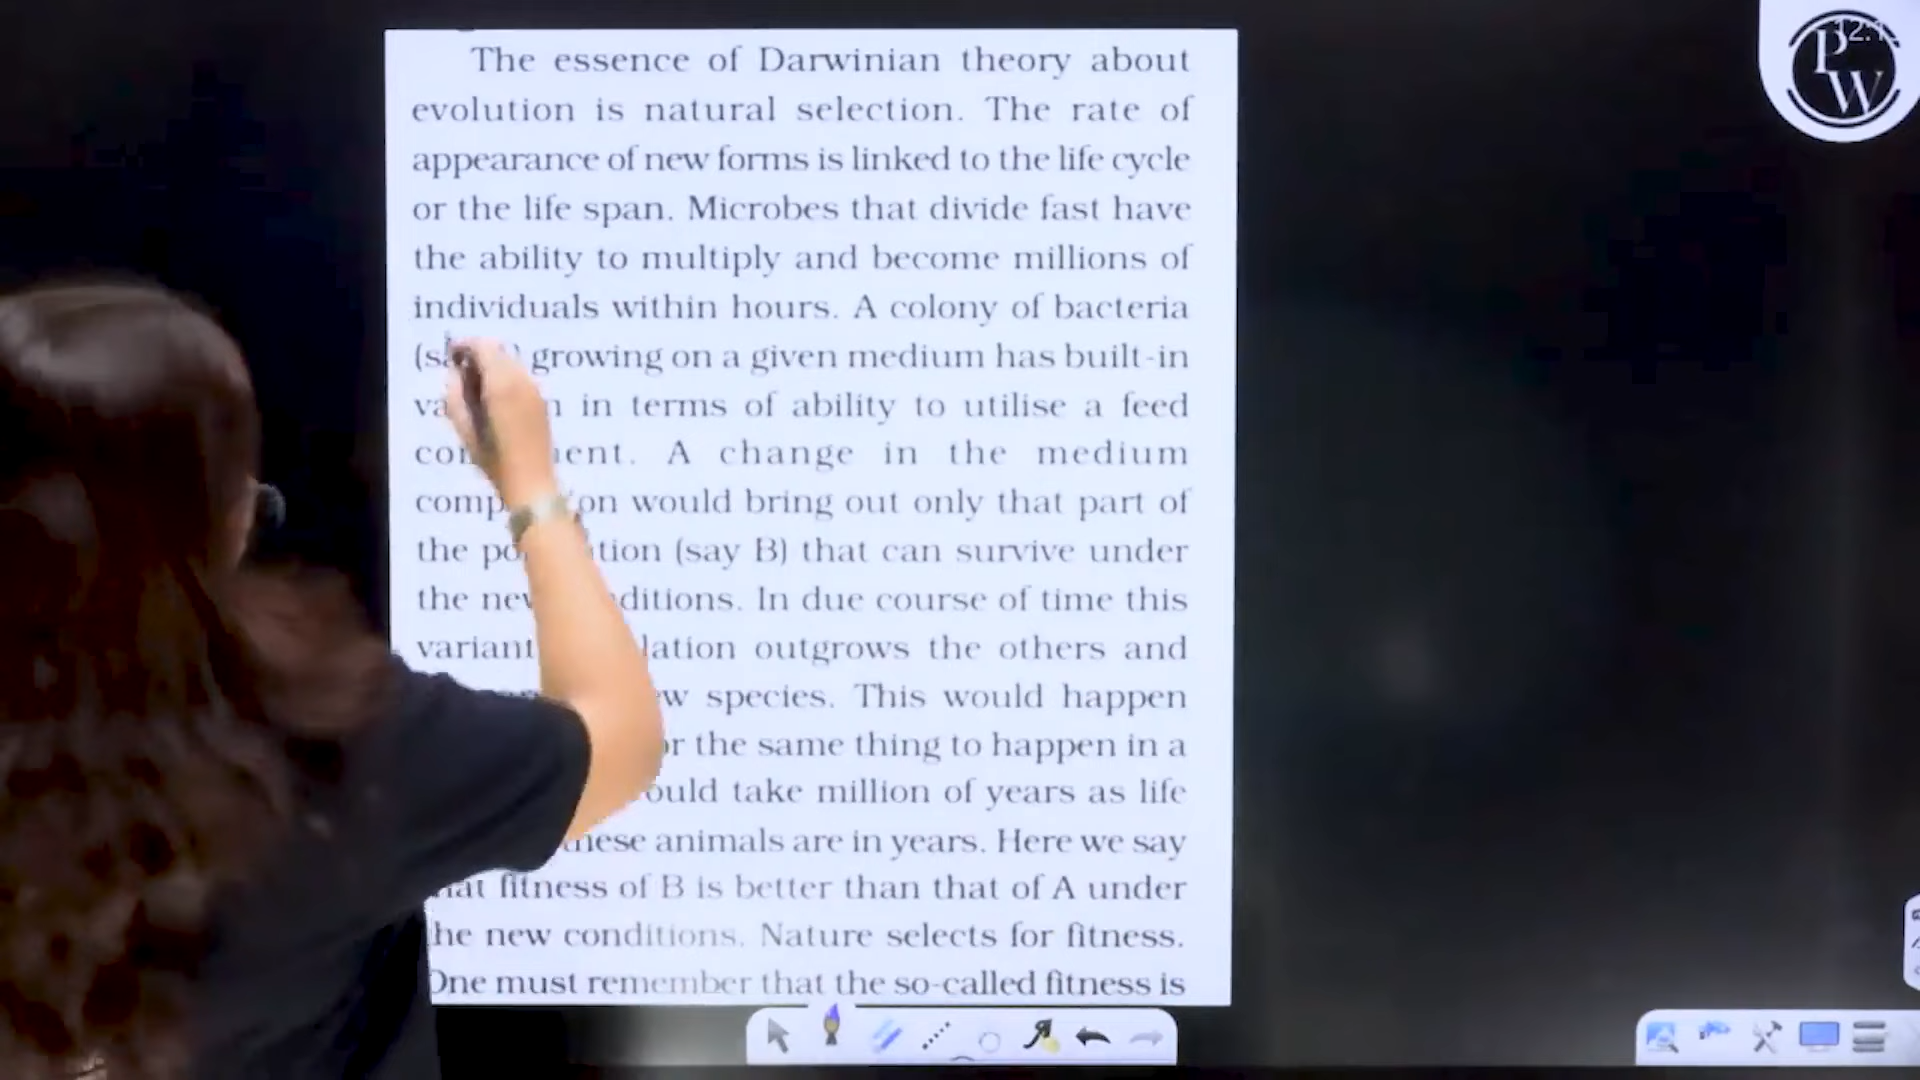 The essence of Darwinian theory about
evolution is natural selection. The rate of
appearance of new forms is linked to the life cycle
or the life span. Microbes that divide fast have
the ability to multiply and become millions of
individuals within hours. A colony of bacteria
growing on a given medium has built-in
in terms of ability to utilise a feed
A change in the medium
would bring out only that part of
the (say B) that can survive under
the In due course of time this
variant outgrows the others and
species. This would happen
the same thing to happen in a
take million of years as life
animals are in years. Here we say
fitness of B is better than that of A under
new conditions. Nature selects for fitness.
One must remember that the so-called fitness is
PW